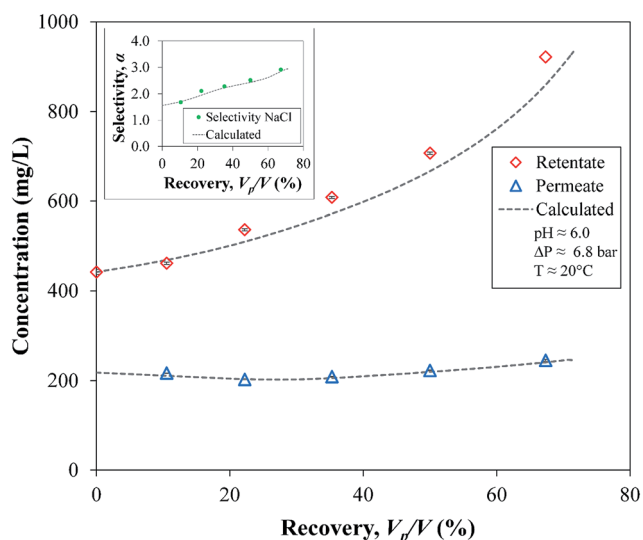 1000
800
600
400
200
0
Concentration (mg/L)
0
20
40
60
80
Recovery, Vp/V (%)
4.0
3.0
2.0
1.0
0.0
Selectivity, α
Selectivity NaCl
Calculated
0
20
40
60
80
Recovery, Vp/V (%)
Retentate
Permeate
Calculated
pH ≈ 6.0
ΔP ≈ 6.8 bar
T ≈ 20°C